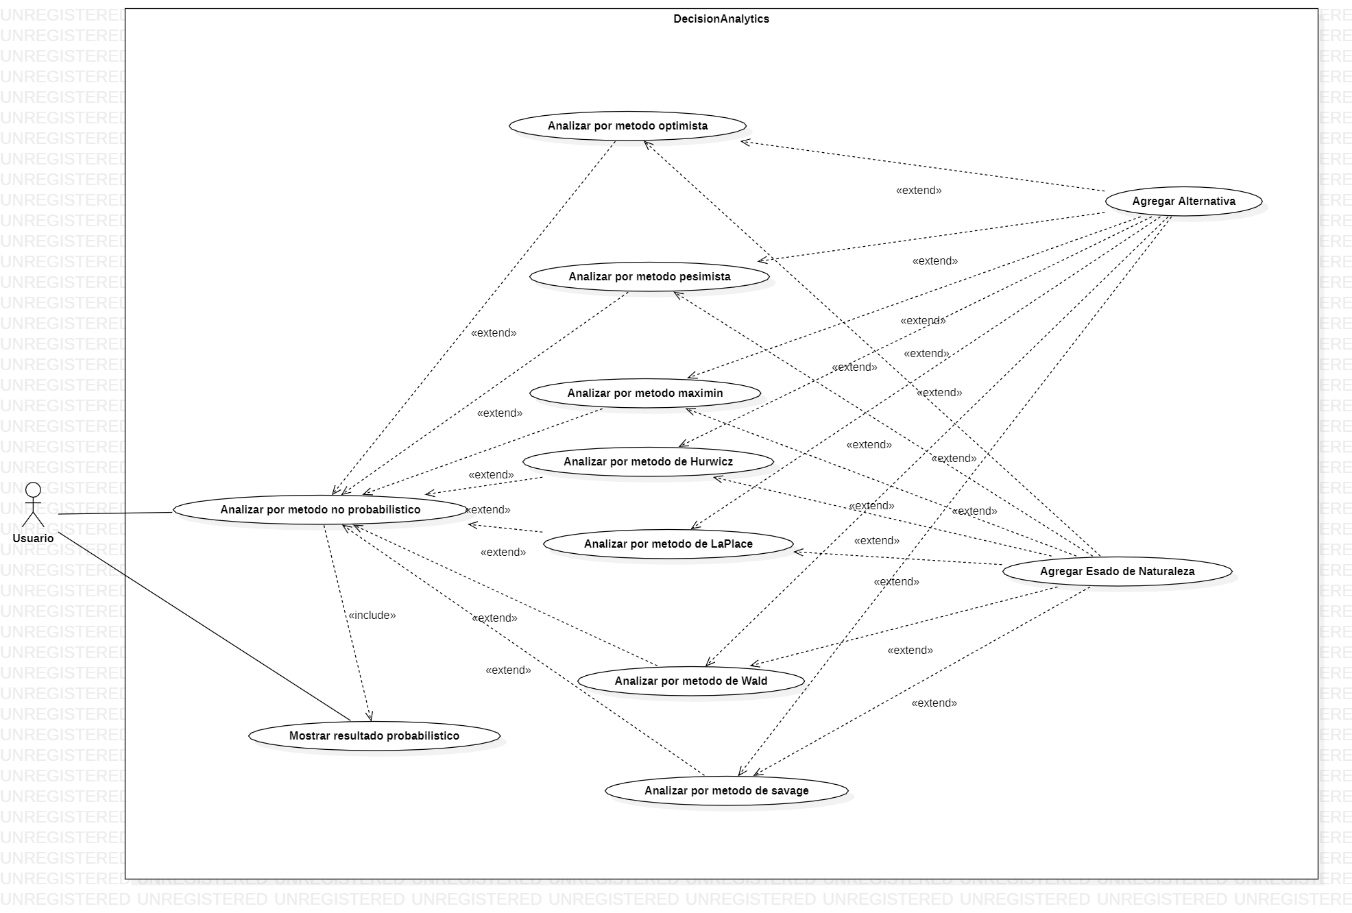 DecisionAnalytics
Analizar por metodo optimista
«extend»
Agregar Alternativa
«extend»
Analizar por metodo pesimista
«extend»
«extend»
«extend»
«extend»
Analizar por metodo maximin
«extend»
«extend»
«extend»
Analizar por metodo de Hurwicz
«extend»
«extend»
Analizar por metodo no probabilistico
«extend»
«extend»
«extend»
Usuario
Analizar por metodo de LaPlace
«extend»
«extend»
Agregar Esado de Naturaleza
«extend»
«include»
«extend»
«extend»
«extend»
Analizar por metodo de Wald
«extend»
Mostrar resultado probabilistico
Analizar por metodo de savage
UNREGISTERED UNREGISTERED UNREGISTERED UNREGISTERED UNREGISTERED UNREGISTERED UNREGISTERED UNREGISTERED UNREGISTERED UNREGISTERED